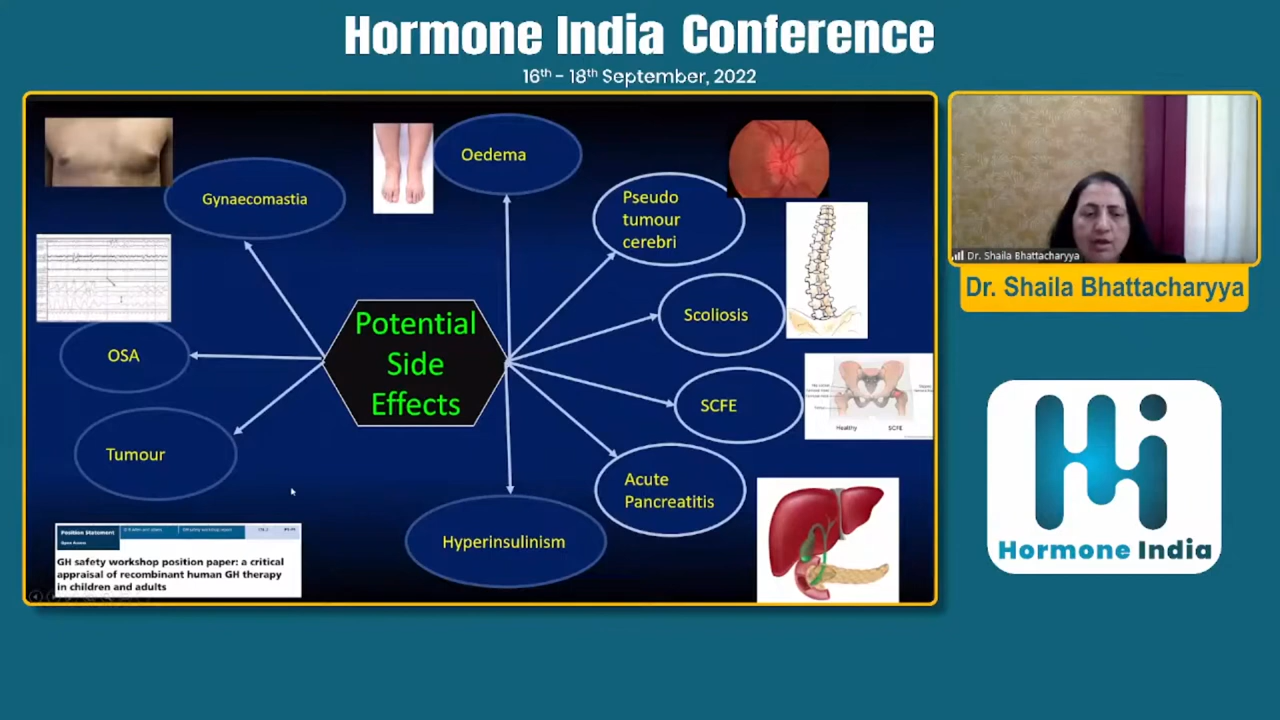 Hormone India Conference
16th - 18th September, 2022
Oedema
Gynaecomastia
Pseudo
tumour
cerebri
Scoliosis
Potential
Side
Effects
OSA
SCFE
Healthy
SCFE
Tumour
Acute
Pancreatitis
Hyperinsulinism
Position Statement
GH safety workshop position paper: a critical
appraisal of recombinant human GH therapy
in children and adults
Dr. Shaila Bhattacharyya
Dr. Shaila Bhattacharyya
Hormone India